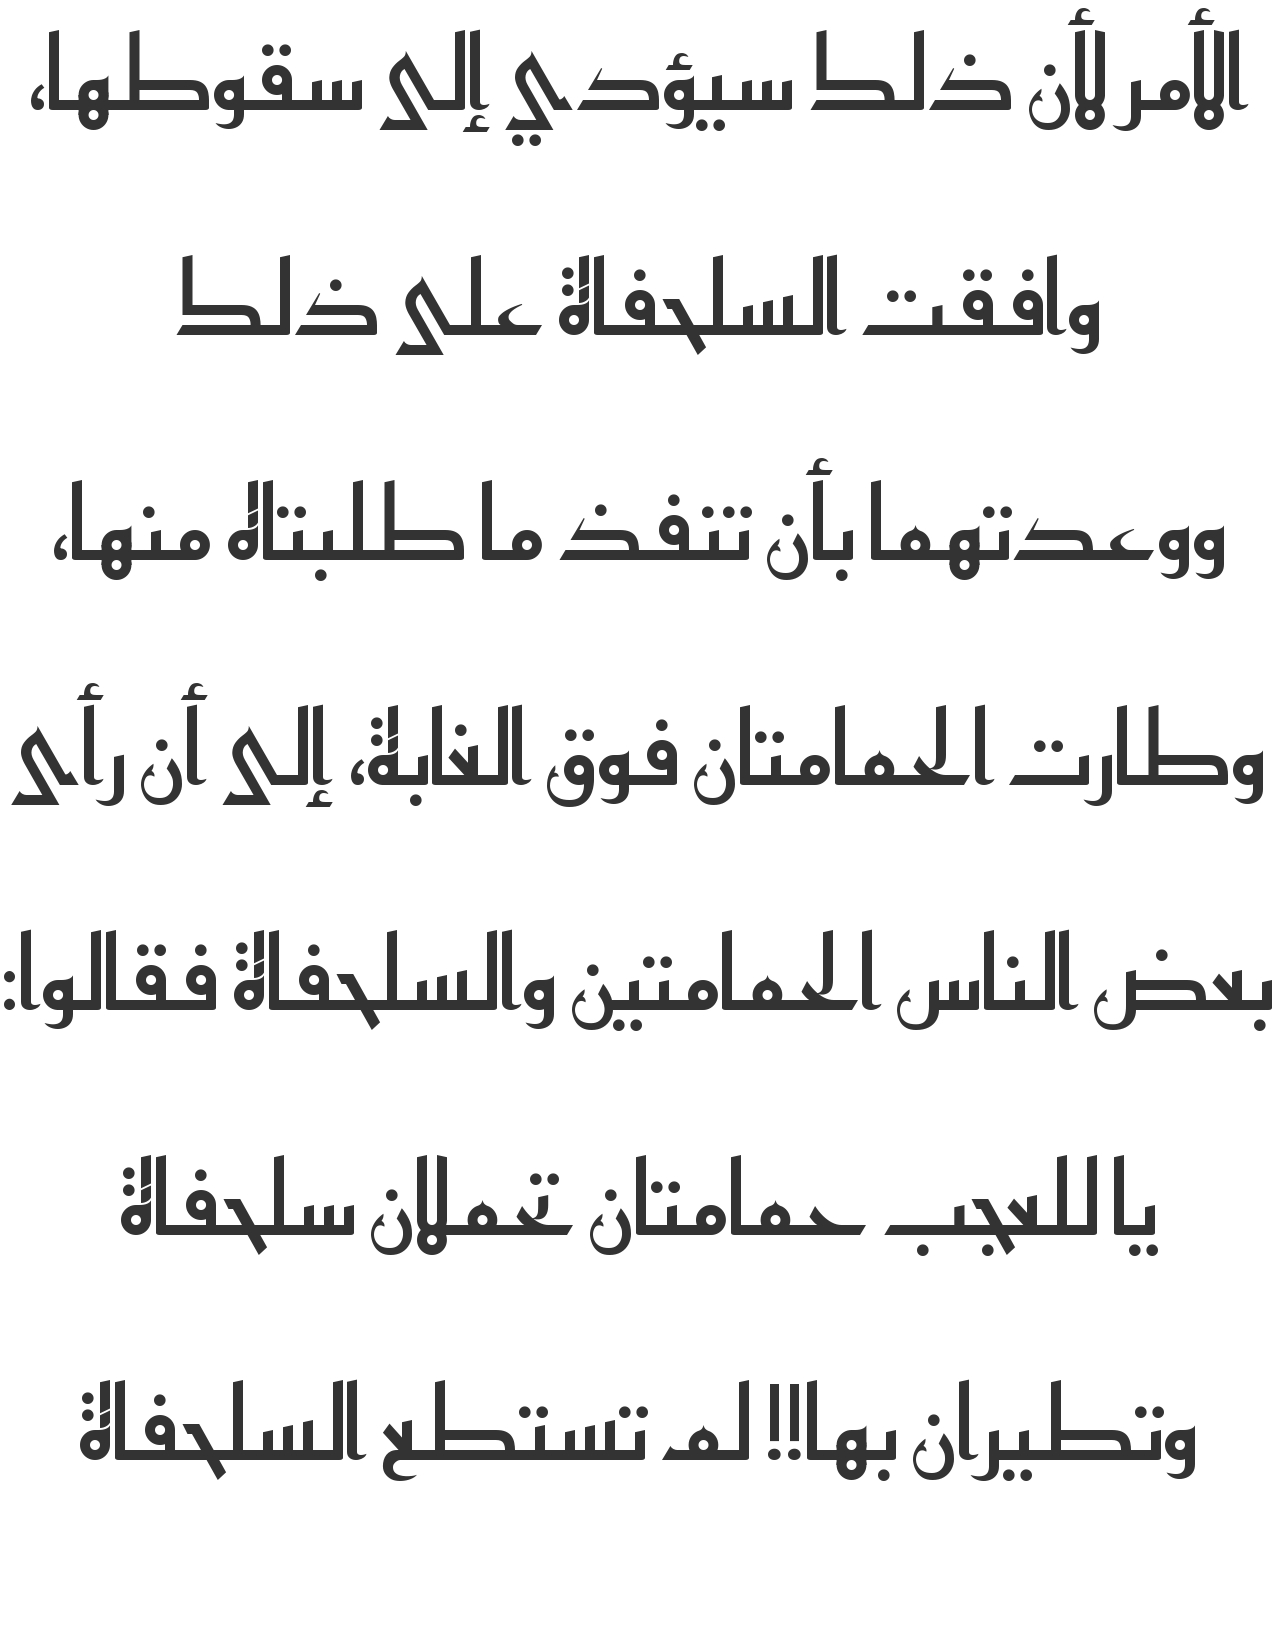 الأمر لأن ذلك سيؤدي إلى سقوطها،
وافقت السلحفاة على ذلك
ووعدتهما بأن تنفذ ما طلبتاه منها،
وطارت الحمامتان فوق الغابة، إلى أن رأى
بعض الناس الحمامتين والسلحفاة فقالوا:
يا للعجب حمامتان تحملان سلحفاة
وتطيران بها!! لم تستطع السلحفاة